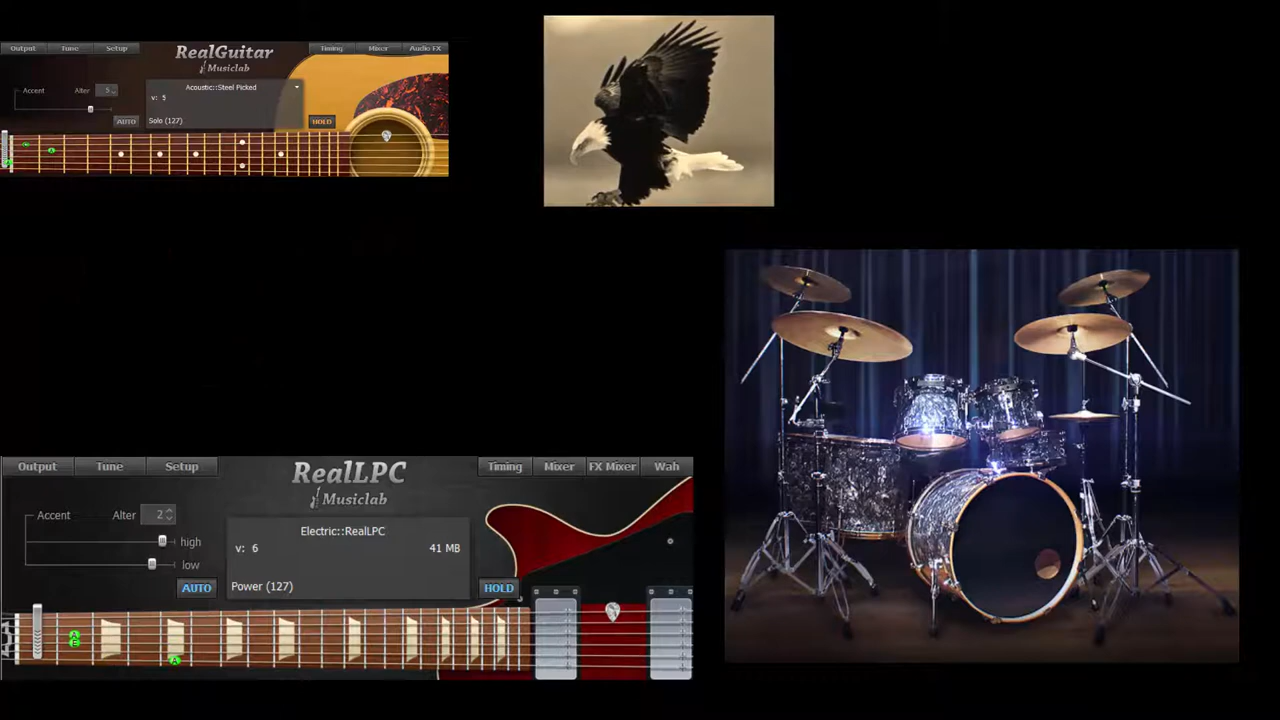 Output Tune Setup RealGuitar Timing Mixer Audio FX
Musiclab
Accent Alter 5 Acoustic::Steel Picked
v: 5
AUTO Solo (127) HOLD
A
Output Tune Setup RealLPC Timing Mixer FX Mixer Wah
Musiclab
Accent Alter 2 Electric::RealLPC
high v: 6 41 MB
low
AUTO Power (127) HOLD
A
E
A